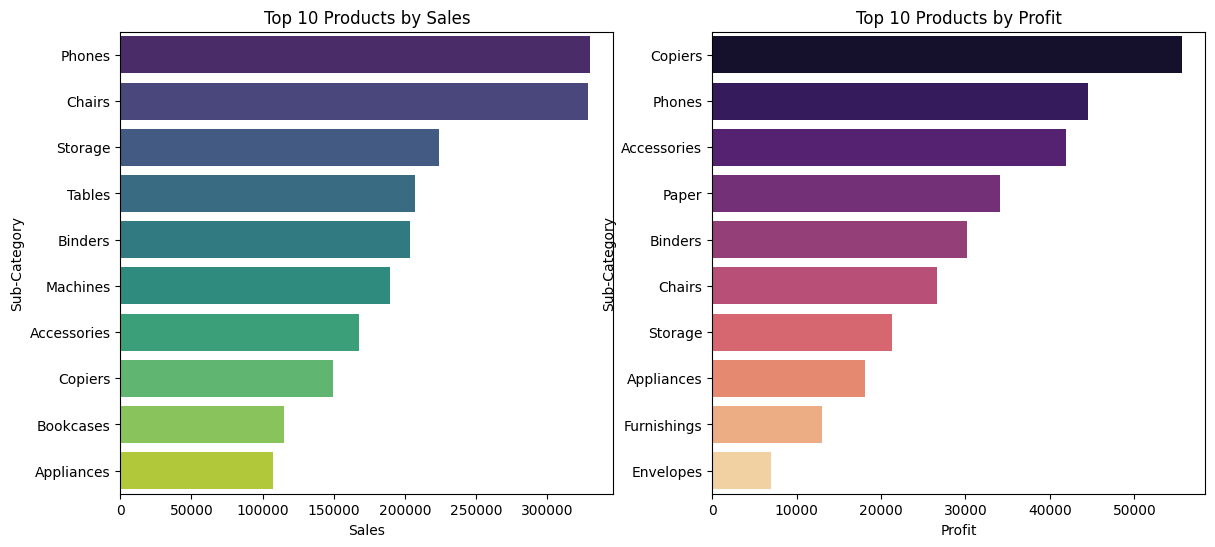 Top 10 Products by Sales
Phones
Chairs
Storage
Tables
Binders
Machines
Accessories
Copiers
Bookcases
Appliances
Sub-Category
0 50000 100000 150000 200000 250000 300000
Sales
Top 10 Products by Profit
Copiers
Phones
Accessories
Paper
Binders
Chairs
Storage
Appliances
Furnishings
Envelopes
Sub-Category
0 10000 20000 30000 40000 50000
Profit